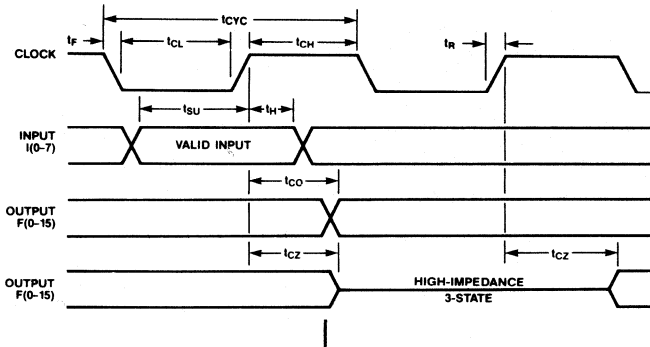 tCYC
tF
tCL
tCH
tR
CLOCK
tSU
tH
INPUT
I(0–7)
VALID INPUT
tCO
OUTPUT
F(0–15)
tCZ
tCZ
OUTPUT
F(0–15)
HIGH-IMPEDANCE
3-STATE